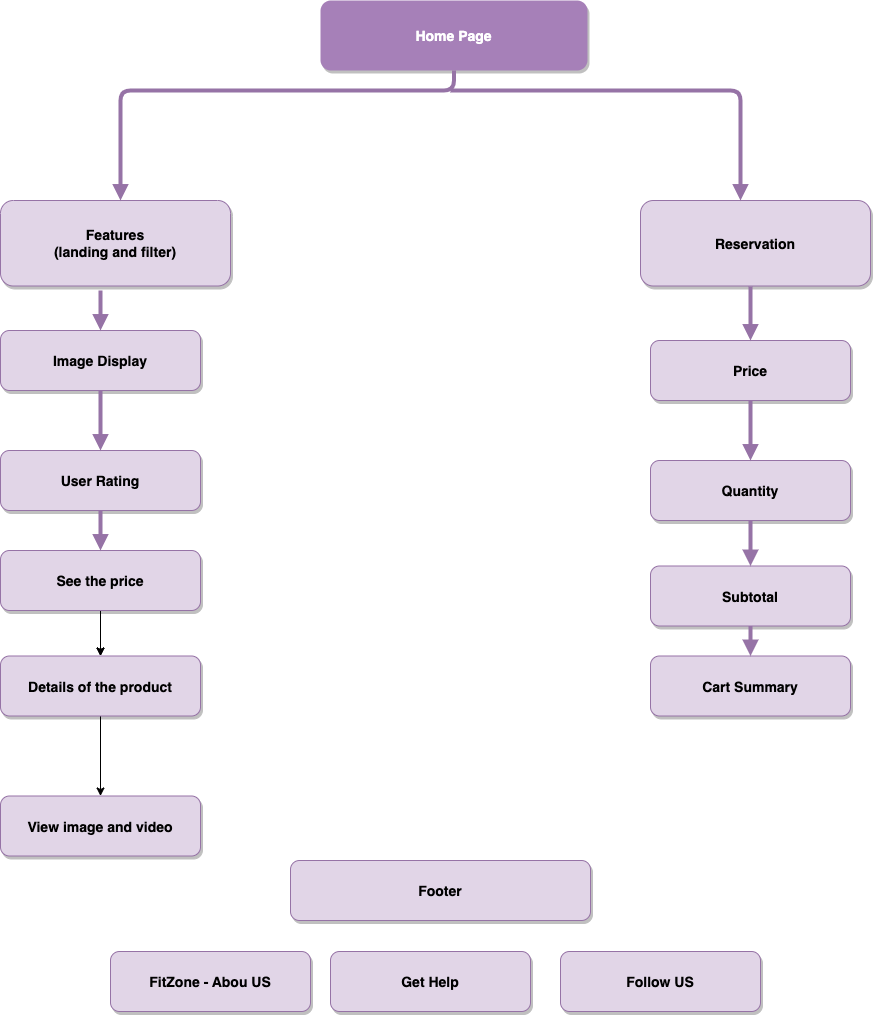 Home Page
Features
(landing and filter)
Reservation
Image Display
Price
User Rating
Quantity
See the price
Subtotal
Details of the product
Cart Summary
View image and video
Footer
FitZone - Abou US
Get Help
Follow US